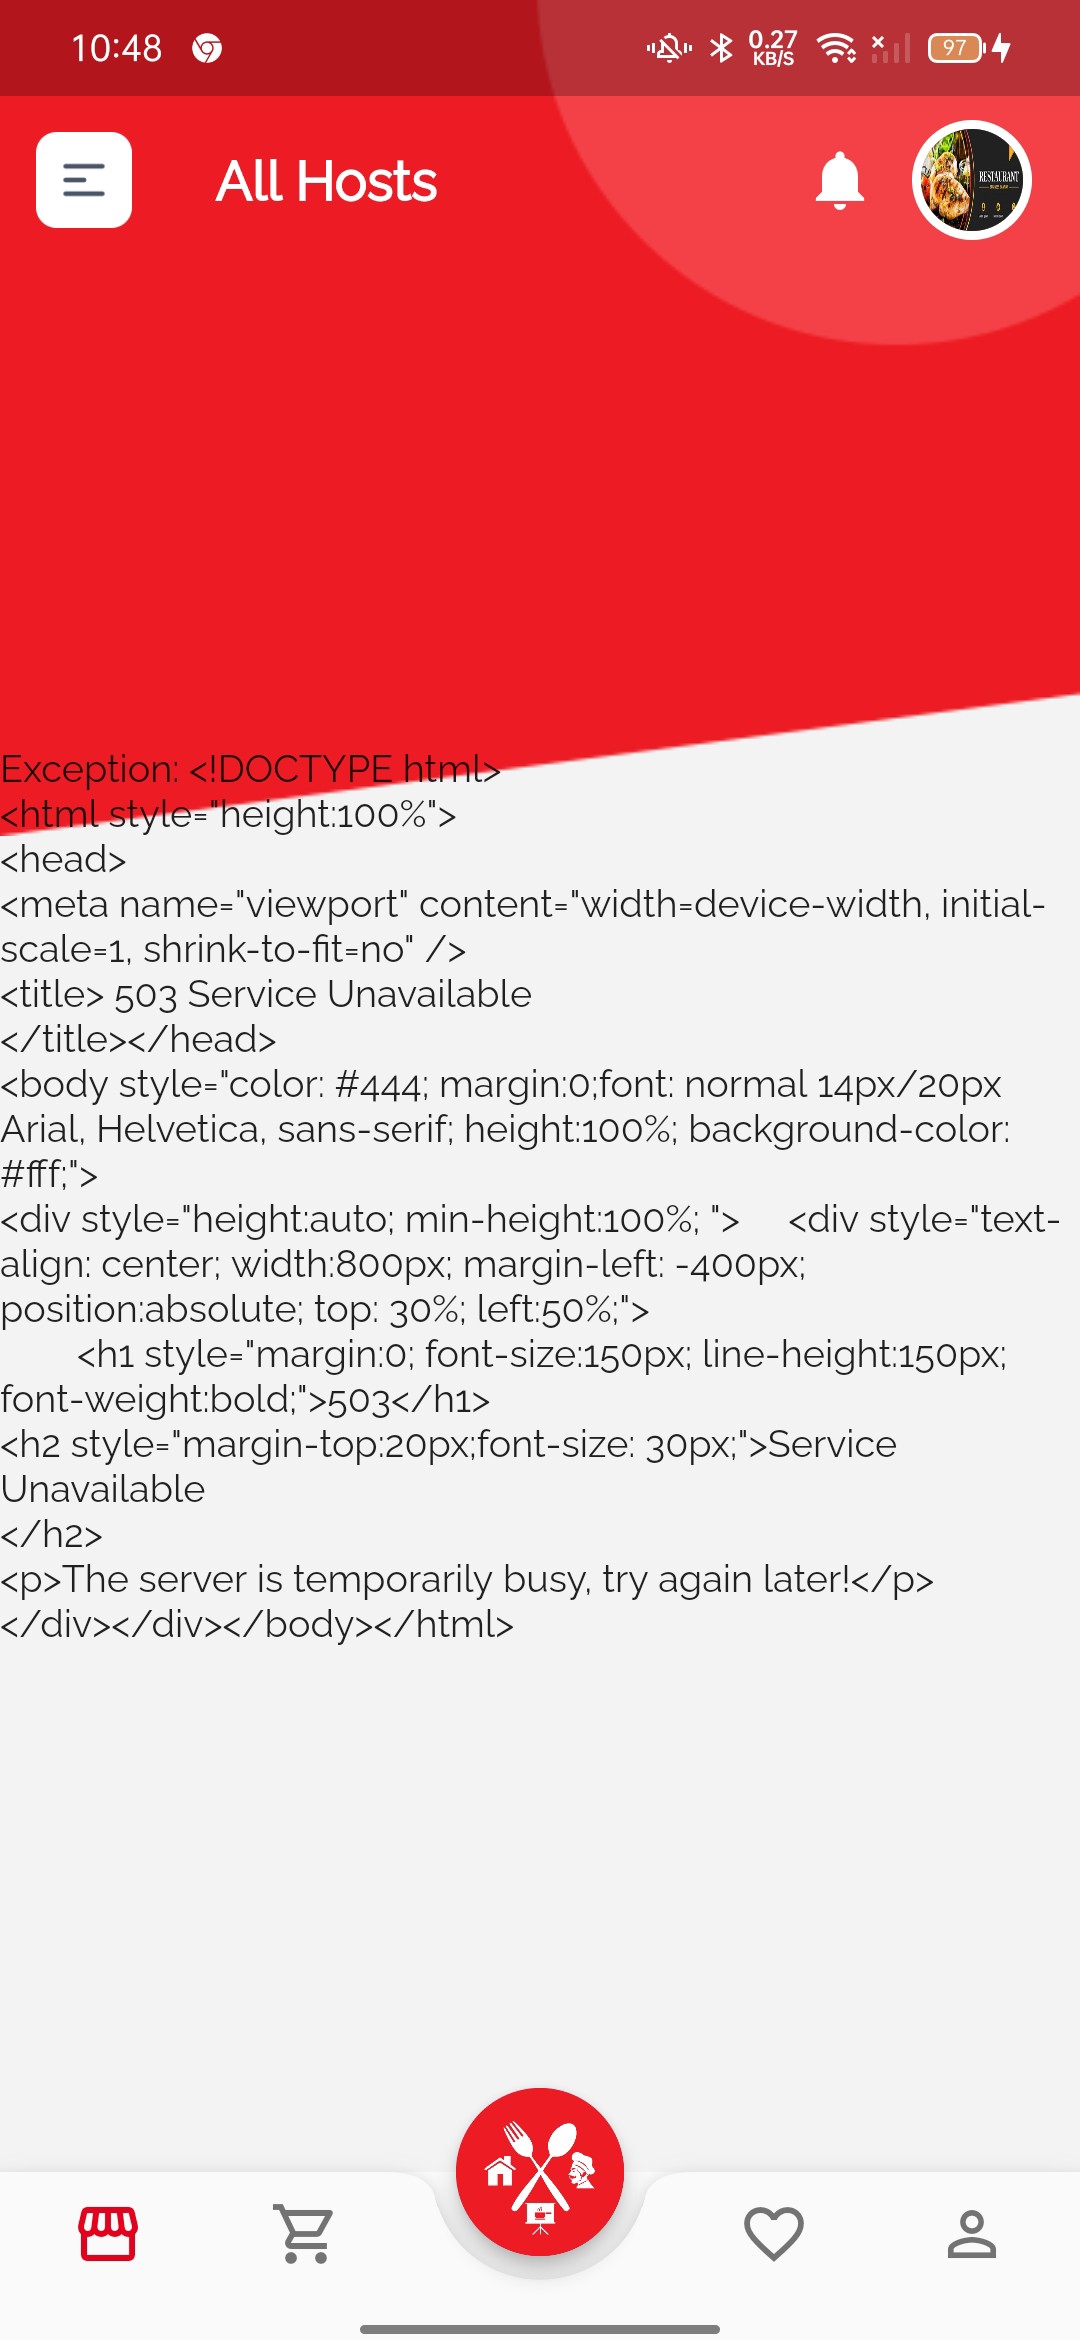 10:48
0.27
KB/S
97
All Hosts
RESTAURANT
Exception: <!DOCTYPE html>
<html style="height:100%">
<head>
<meta name="viewport" content="width=device-width, initial-
scale=1, shrink-to-fit=no" />
<title> 503 Service Unavailable
</title></head>
<body style="color: #444; margin:0;font: normal 14px/20px
Arial, Helvetica, sans-serif; height:100%; background-color:
#fff;">
<div style="height:auto; min-height:100%; "> <div style="text-
align: center; width:800px; margin-left: -400px;
position:absolute; top: 30%; left:50%;">
<h1 style="margin:0; font-size:150px; line-height:150px;
font-weight:bold;">503</h1>
<h2 style="margin-top:20px;font-size: 30px;">Service
Unavailable
</h2>
<p>The server is temporarily busy, try again later!</p>
</div></div></body></html>